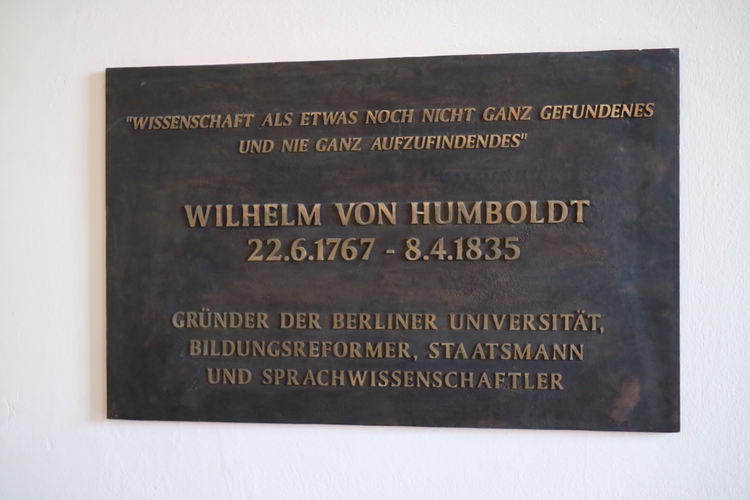 "WISSENSCHAFT ALS ETWAS NOCH NICHT GANZ GEFUNDENES
UND NIE GANZ AUFZUFINDENDES"
WILHELM VON HUMBOLDT
22.6.1767 - 8.4.1835
GRÜNDER DER BERLINER UNIVERSITÄT,
BILDUNGSREFORMER, STAATSMANN
UND SPRACHWISSENSCHAFTLER